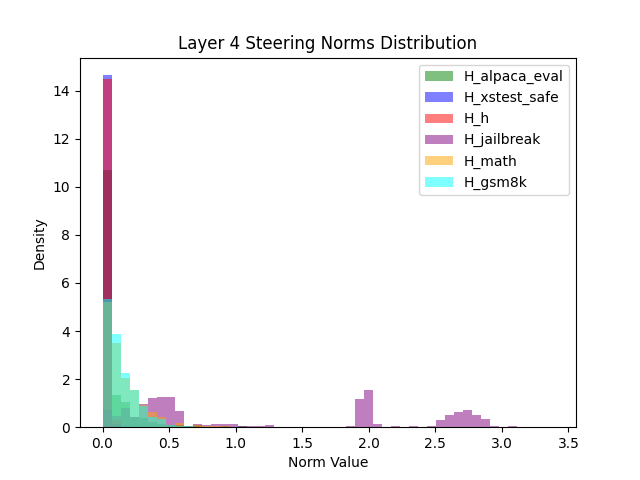 Layer 4 Steering Norms Distribution
H_alpaca_eval
H_xstest_safe
H_h
H_jailbreak
H_math
H_gsm8k
Density
14
12
10
8
6
4
2
0
0.0 0.5 1.0 1.5 2.0 2.5 3.0 3.5
Norm Value